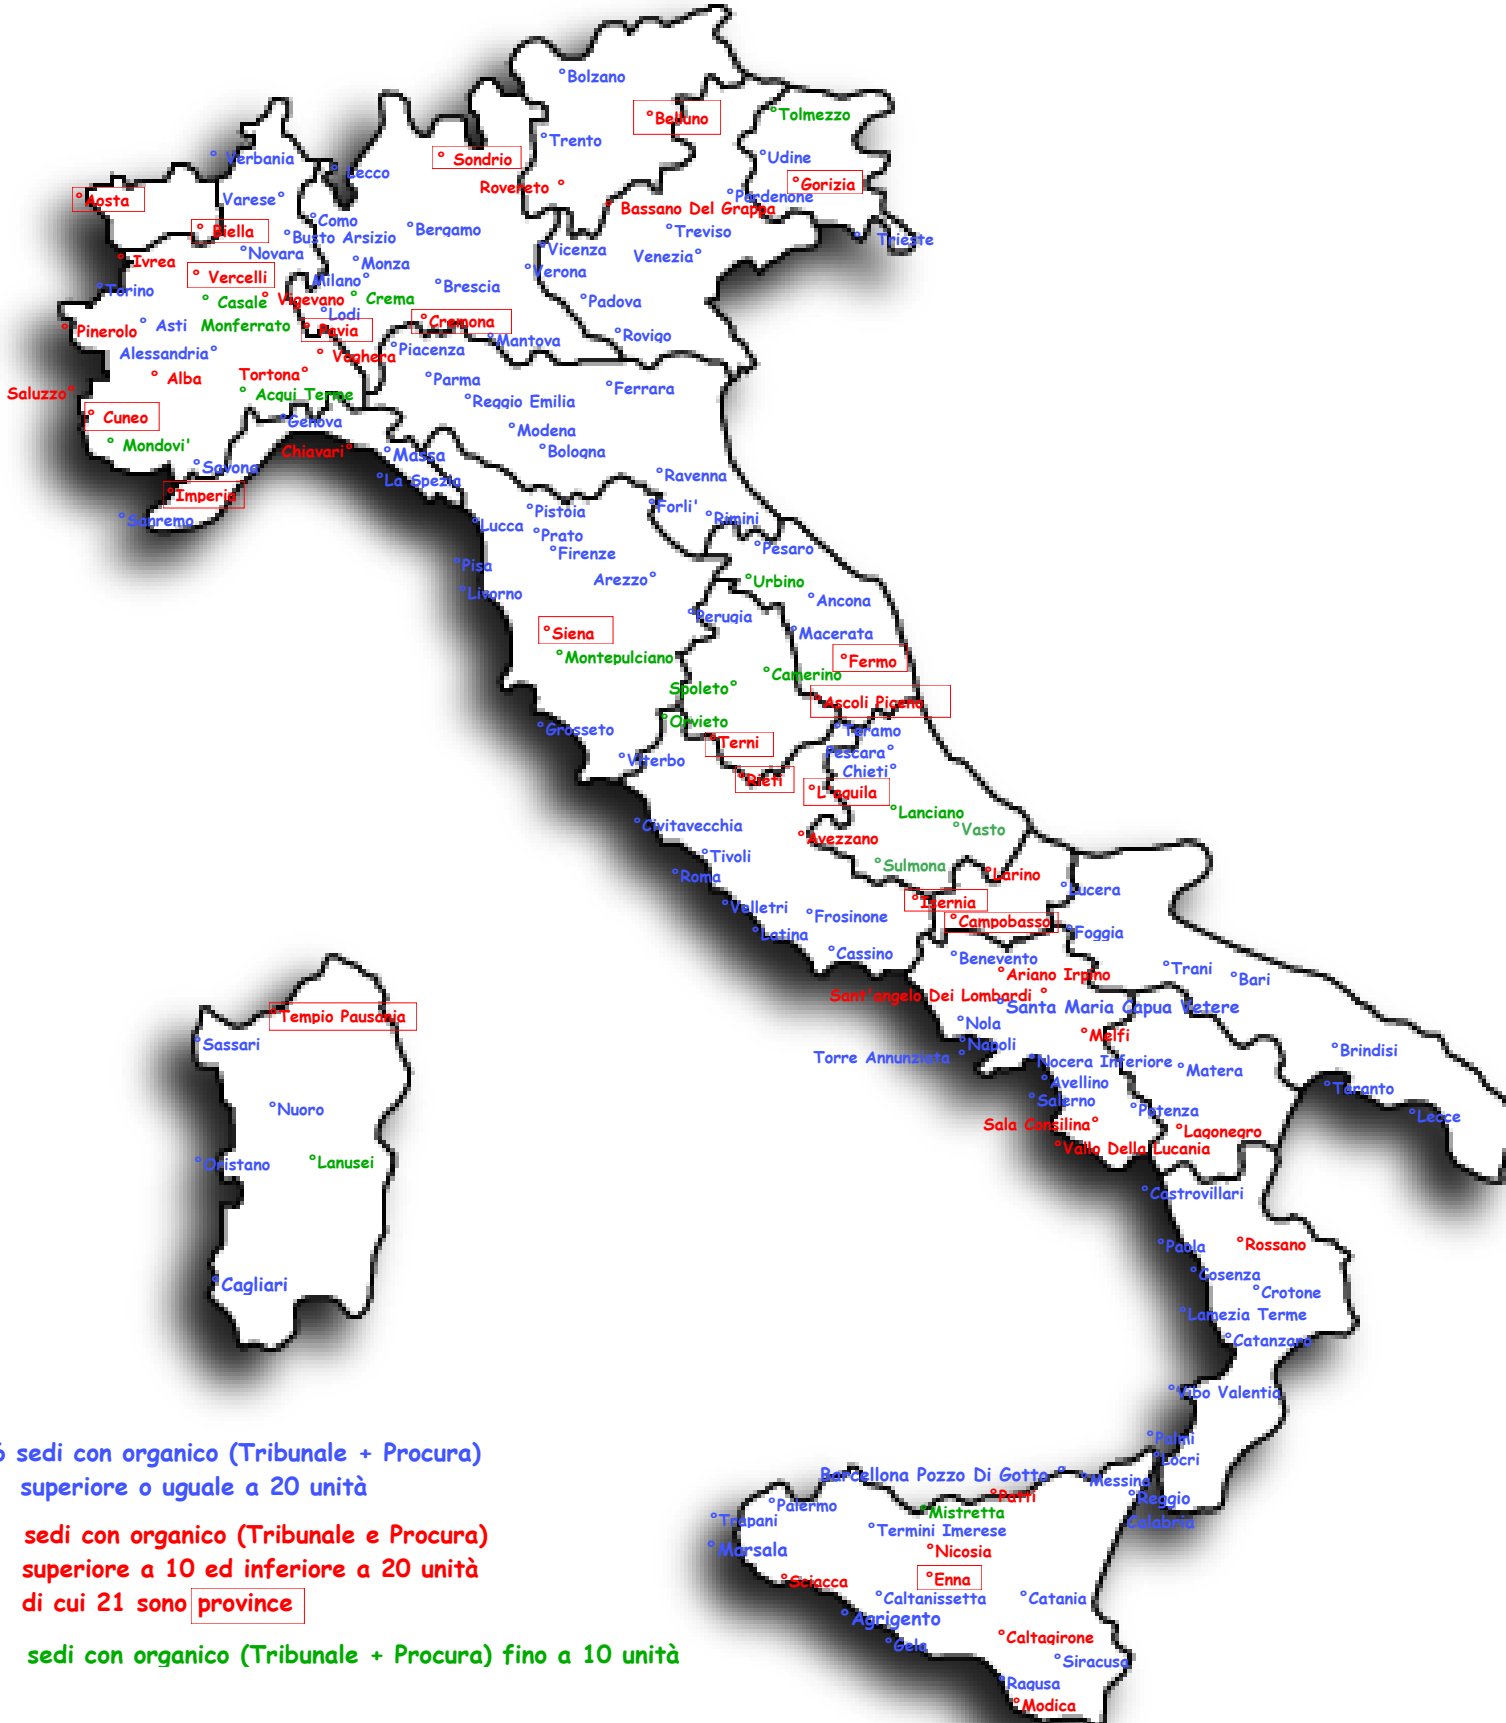 °Bolzano
°Belluno
°Tolmezzo
°Trento
°Udine
° Verbania
° Sondrio
° Lecco
°Gorizia
Rovereto °
°Aosta
Varese°
°Pordenone
° Bassano Del Grappa
°Como
° Biella
°Bergamo
°Treviso
°Busto Arsizio
° Trieste
°Novara
°Vicenza
Venezia°
° Ivrea
°Monza
°Verona
° Vercelli
Milano°
°Brescia
°Torino
° Casale
Monferrato
° Vigevano
° Crema
°Padova
°Lodi
°Cremona
° Pinerolo
° Asti
°Pavia
°Rovigo
°Mantova
Alessandria°
° Voghera
°Piacenza
° Alba
Tortona°
°Parma
°Ferrara
Saluzzo°
° Acqui Terme
°Reggio Emilia
° Cuneo
°Genova
°Modena
° Mondovi'
Chiavari°
°Massa
°Bologna
°Savona
°La Spezia
°Ravenna
°Imperia
°Forli'
°Sanremo
°Pistoia
°Rimini
°Lucca
°Prato
°Firenze
°Pesaro
°Pisa
Arezzo°
°Urbino
°Livorno
°Ancona
°Perugia
°Siena
°Macerata
°Montepulciano
°Fermo
°Camerino
Spoleto°
°Ascoli Piceno
°Orvieto
°Grosseto
°Teramo
°Terni
Pescara°
°Viterbo
Chieti°
°Rieti
°L'aquila
°Lanciano
°Civitavecchia
°Vasto
°Avezzano
°Tivoli
°Sulmona
°Roma
°Larino
°Lucera
°Isernia
°Velletri
°Frosinone
°Campobasso
°Latina
°Foggia
°Cassino
°Benevento
°Trani
°Ariano Irpino
°Bari
Sant'angelo Dei Lombardi °
°Santa Maria Capua Vetere
°Tempio Pausania
°Nola
°Melfi
°Sassari
°Napoli
Torre Annunziata °
°Brindisi
°Nocera Inferiore
°Matera
°Avellino
°Taranto
°Salerno
°Nuoro
°Potenza
°Lecce
Sala Consilina°
°Lagonegro
°Vallo Della Lucania
°Oristano
°Lanusei
°Castrovillari
°Paola
°Rossano
°Cosenza
°Cagliari
°Crotone
°Lamezia Terme
°Catanzaro
°Vibo Valentia
°Palmi
6 sedi con organico (Tribunale + Procura)
superiore o uguale a 20 unità
°Locri
Barcellona Pozzo Di Gotto °
°Messina
°Patti
°Reggio
Calabria
°Palermo
°Mistretta
°Trapani
°Termini Imerese
sedi con organico (Tribunale e Procura)
superiore a 10 ed inferiore a 20 unità
di cui 21 sono province
°Marsala
°Nicosia
°Sciacca
°Enna
°Caltanissetta
°Catania
°Agrigento
°Caltagirone
°Gela
sedi con organico (Tribunale + Procura) fino a 10 unità
°Siracusa
°Ragusa
°Modica